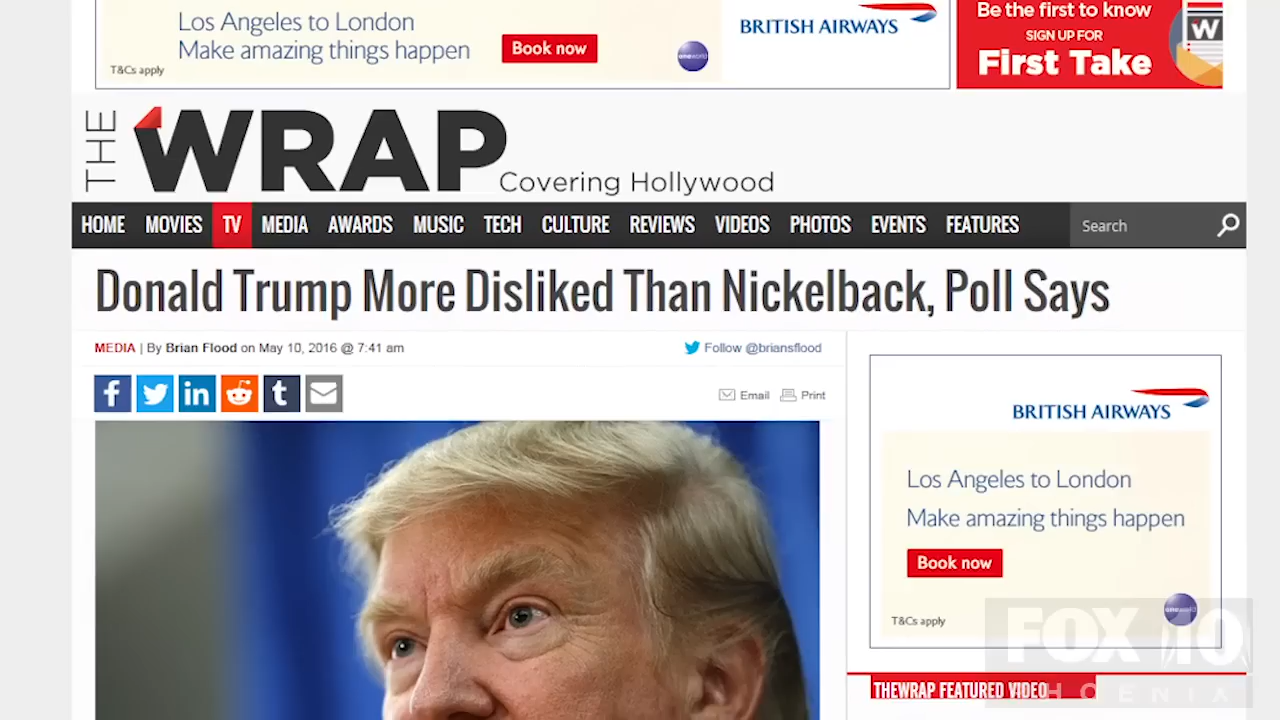 Los Angeles to London
Make amazing things happen
Book now
T&Cs apply
oneworld
BRITISH AIRWAYS
Be the first to know
SIGN UP FOR
First Take
W
THE WRAP
Covering Hollywood
HOME MOVIES TV MEDIA AWARDS MUSIC TECH CULTURE REVIEWS VIDEOS PHOTOS EVENTS FEATURES Search
Donald Trump More Disliked Than Nickelback, Poll Says
MEDIA | By Brian Flood on May 10, 2016 @ 7:41 am
Follow @briansflood
f in t
Email Print
BRITISH AIRWAYS
Los Angeles to London
Make amazing things happen
Book now
T&Cs apply
oneworld
FOX 10
PHOENIX
THEWRAP FEATURED VIDEO